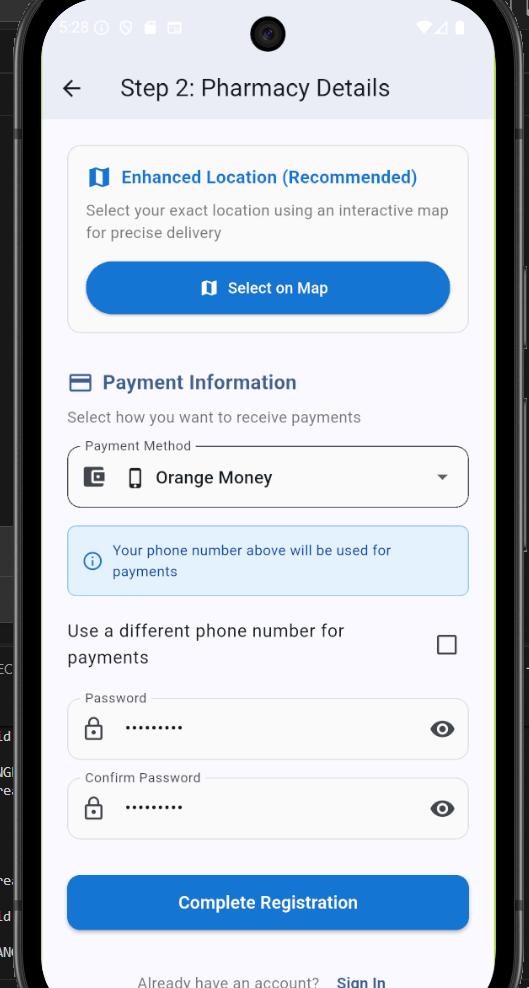 5:28
Step 2: Pharmacy Details
Enhanced Location (Recommended)
Select your exact location using an interactive map
for precise delivery
Select on Map
Payment Information
Select how you want to receive payments
Payment Method
Orange Money
Your phone number above will be used for
payments
Use a different phone number for
payments
Password
•••••••••
Confirm Password
•••••••••
Complete Registration
Already have an account? Sign In